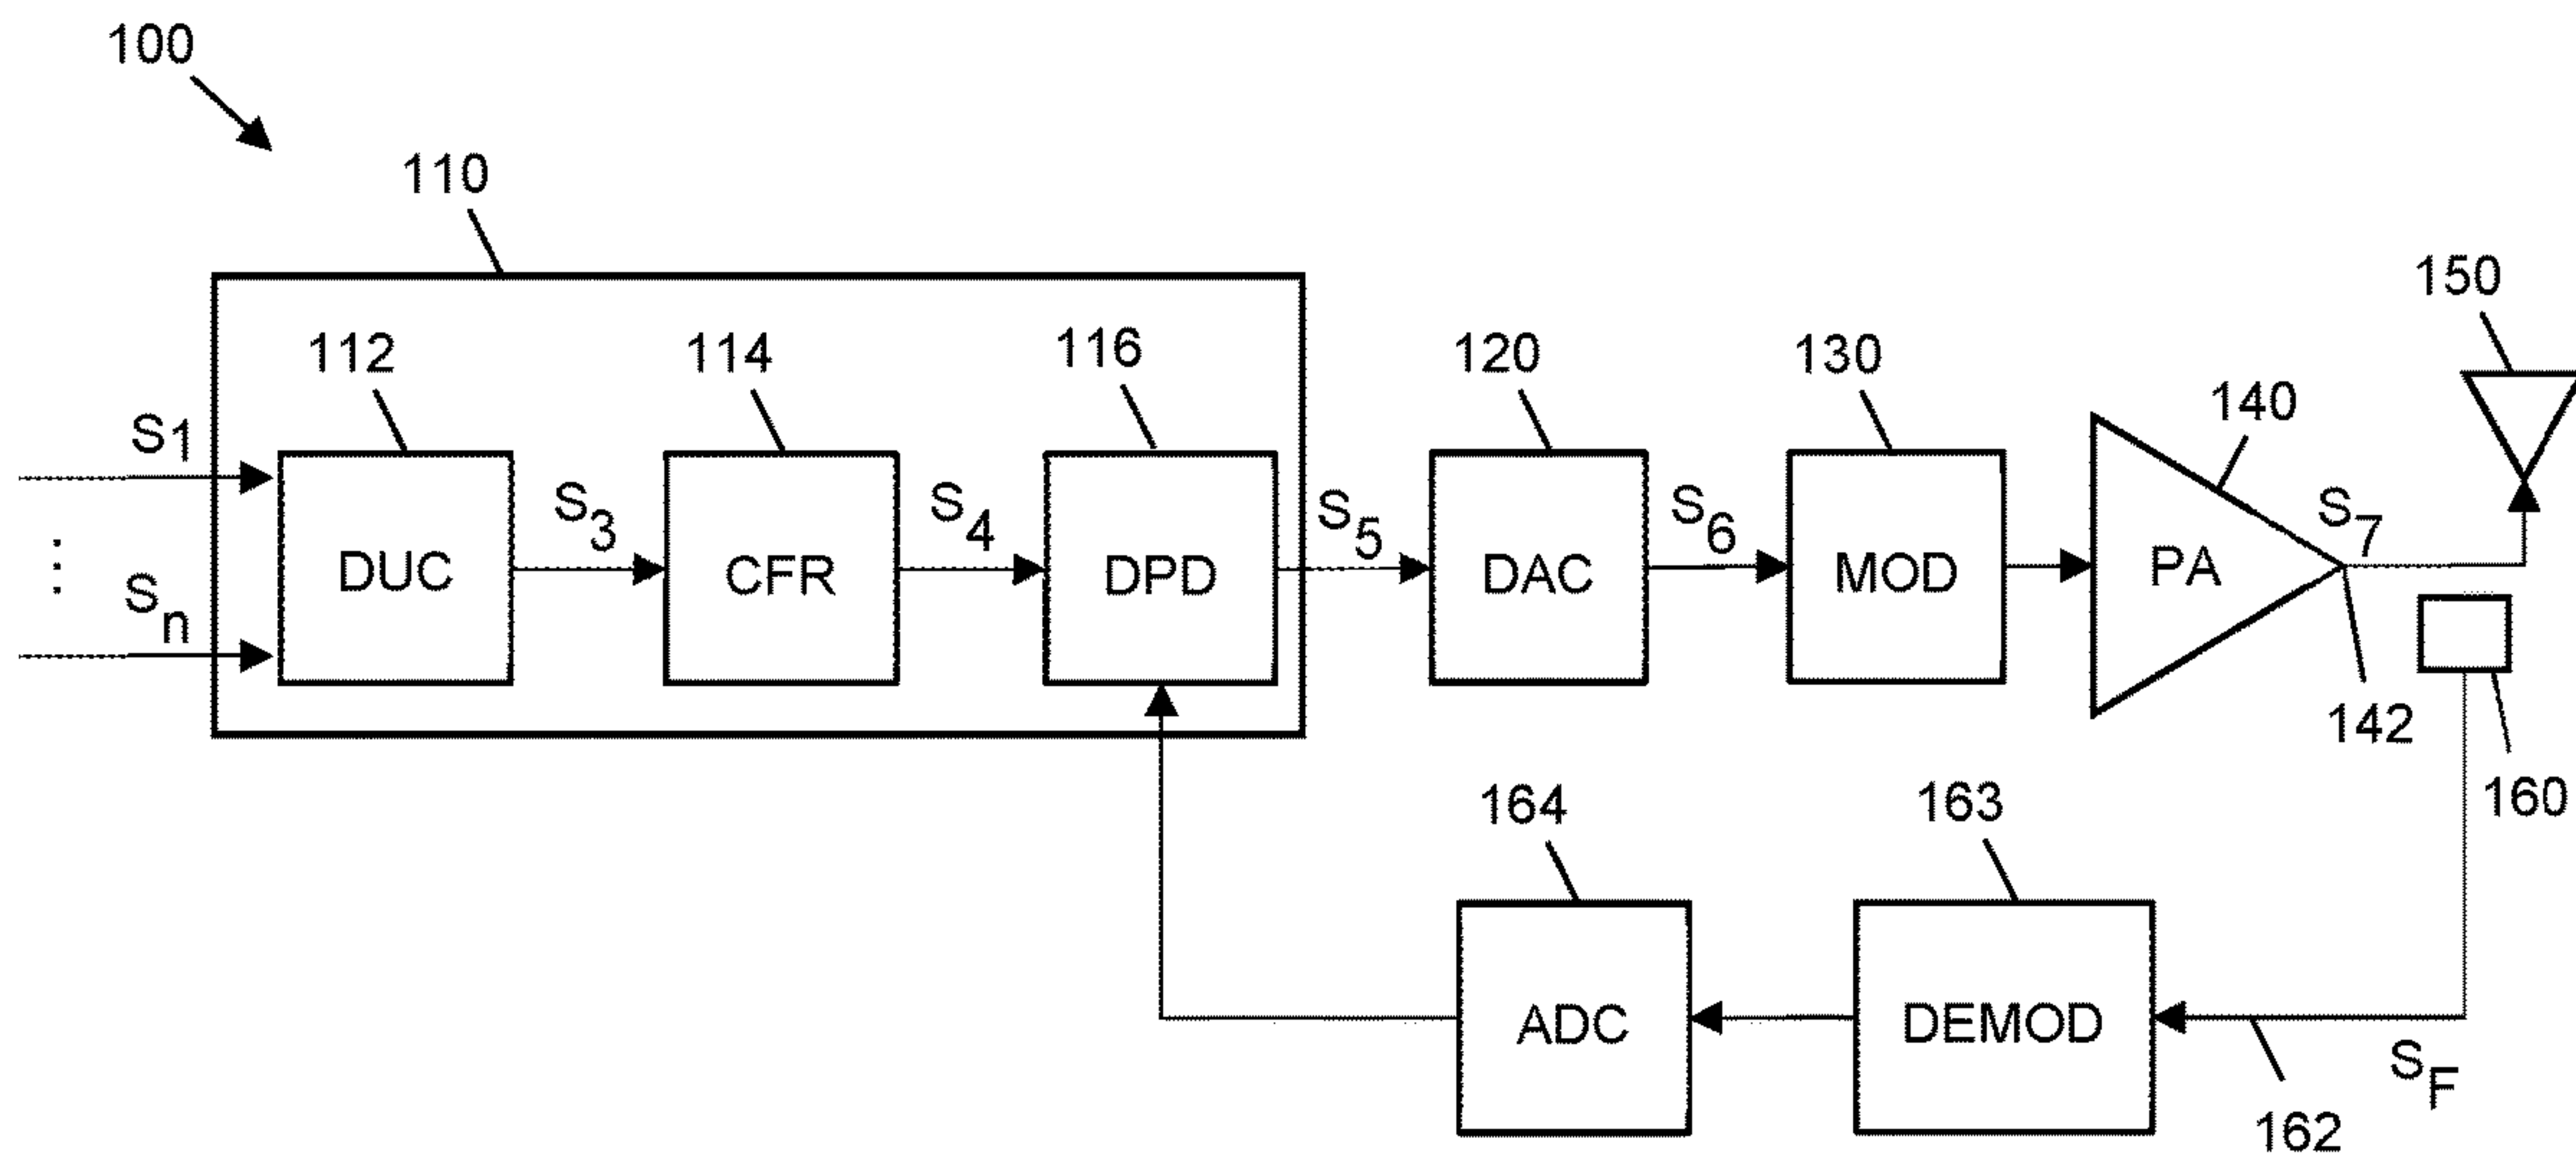 100
110
150
112
114
116
120
130
140
S1
S3
S4
S5
S6
S7
Sn
DUC
CFR
DPD
DAC
MOD
PA
142
160
164
163
ADC
DEMOD
SF
162